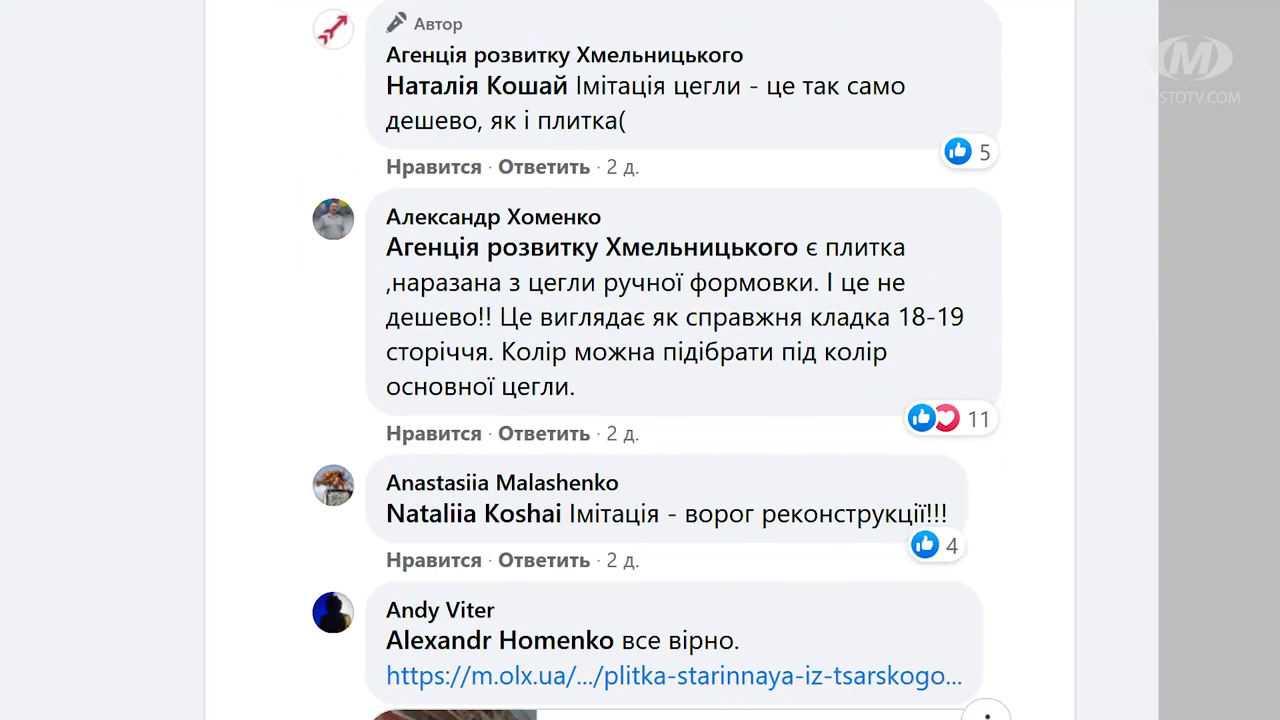 Автор
Агенція розвитку Хмельницького
Наталія Кошай Імітація цегли - це так само
дешево, як і плитка(
5
Нравится · Ответить · 2 д.
Александр Хоменко
Агенція розвитку Хмельницького є плитка
,наразана з цегли ручної формовки. І це не
дешево!! Це виглядає як справжня кладка 18-19
сторіччя. Колір можна підібрати під колір
основної цегли.
11
Нравится · Ответить · 2 д.
Anastasiia Malashenko
Nataliia Koshai Імітація - ворог реконструкції!!!
4
Нравится · Ответить · 2 д.
Andy Viter
Alexandr Homenko все вірно.
https://m.olx.ua/.../plitka-starinnaya-iz-tsarskogo...
M
STOTV.COM